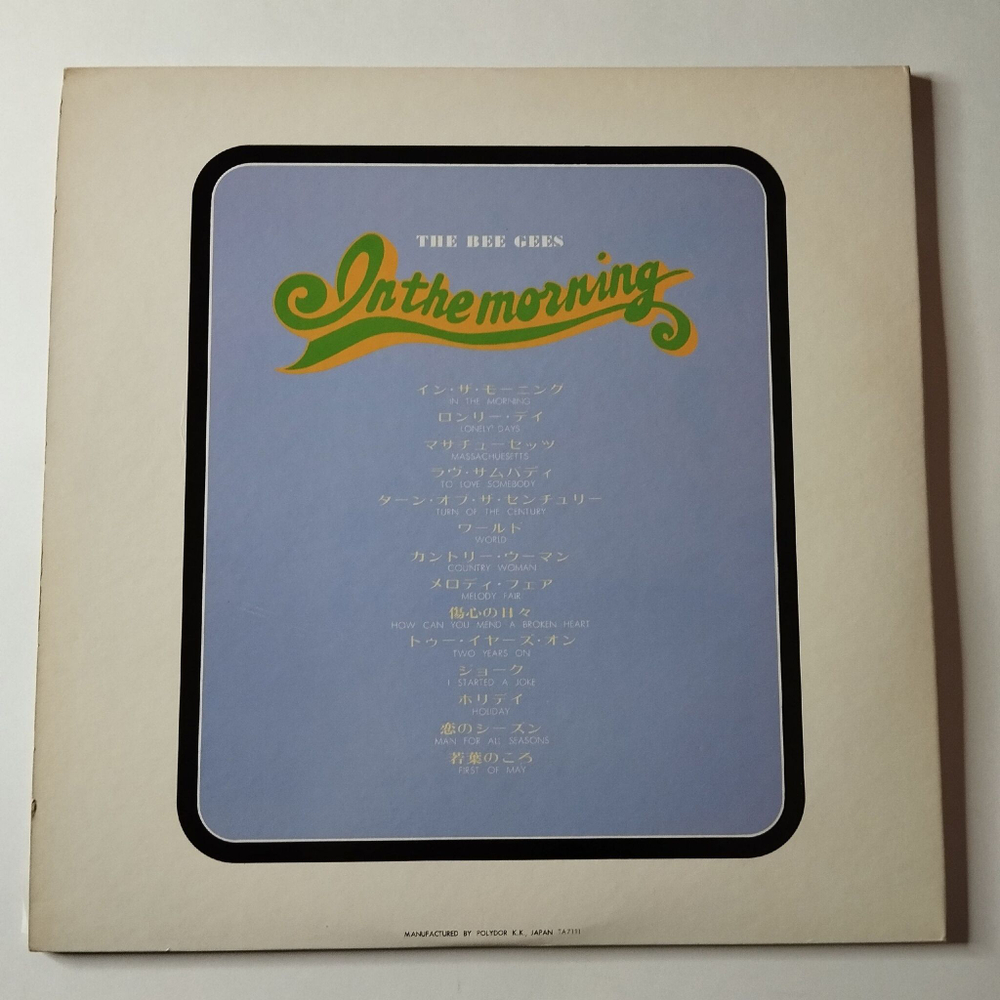 THE BEE GEES
In the morning
イン・ザ・モーニング
IN THE MORNING
ロンリー・デイ
LONELY DAYS
マサチューセッツ
MASSACHUESETTS
ラヴ・サムバディ
TO LOVE SOMEBODY
ターン・オフ・ザ・センチュリー
TURN OF THE CENTURY
ワールド
WORLD
カントリー・ウーマン
COUNTRY WOMAN
メロディ・フェア
MELODY FAIR
傷心の日々
HOW CAN YOU MEND A BROKEN HEART
トゥー・イヤーズ・オン
TWO YEARS ON
ジョーク
I STARTED A JOKE
ホリデイ
HOLIDAY
恋のシーズン
MAN FOR ALL SEASONS
若葉のころ
FIRST OF MAY
MANUFACTURED BY POLYDOR K.K., JAPAN TA7111